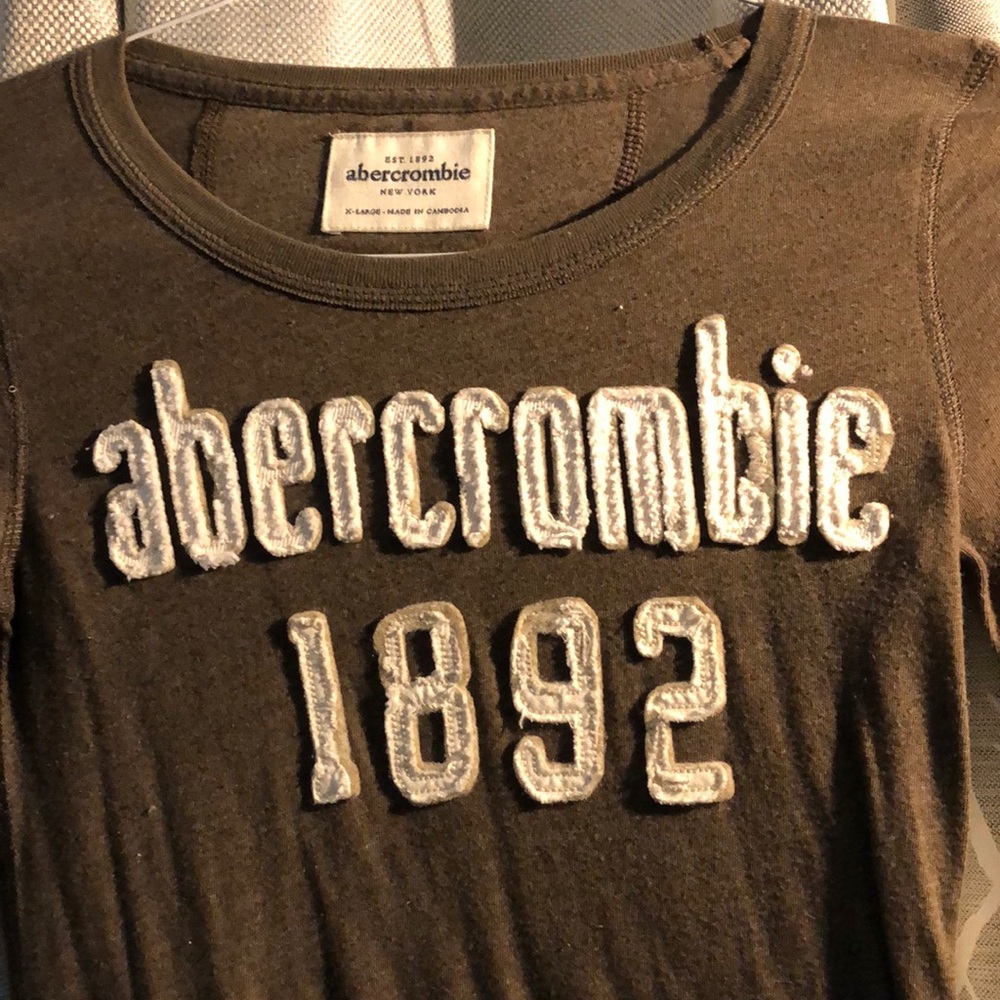 EST. 1892
abercrombie
NEW YORK
X-LARGE - MADE IN CAMBODIA
abercrombie
1892